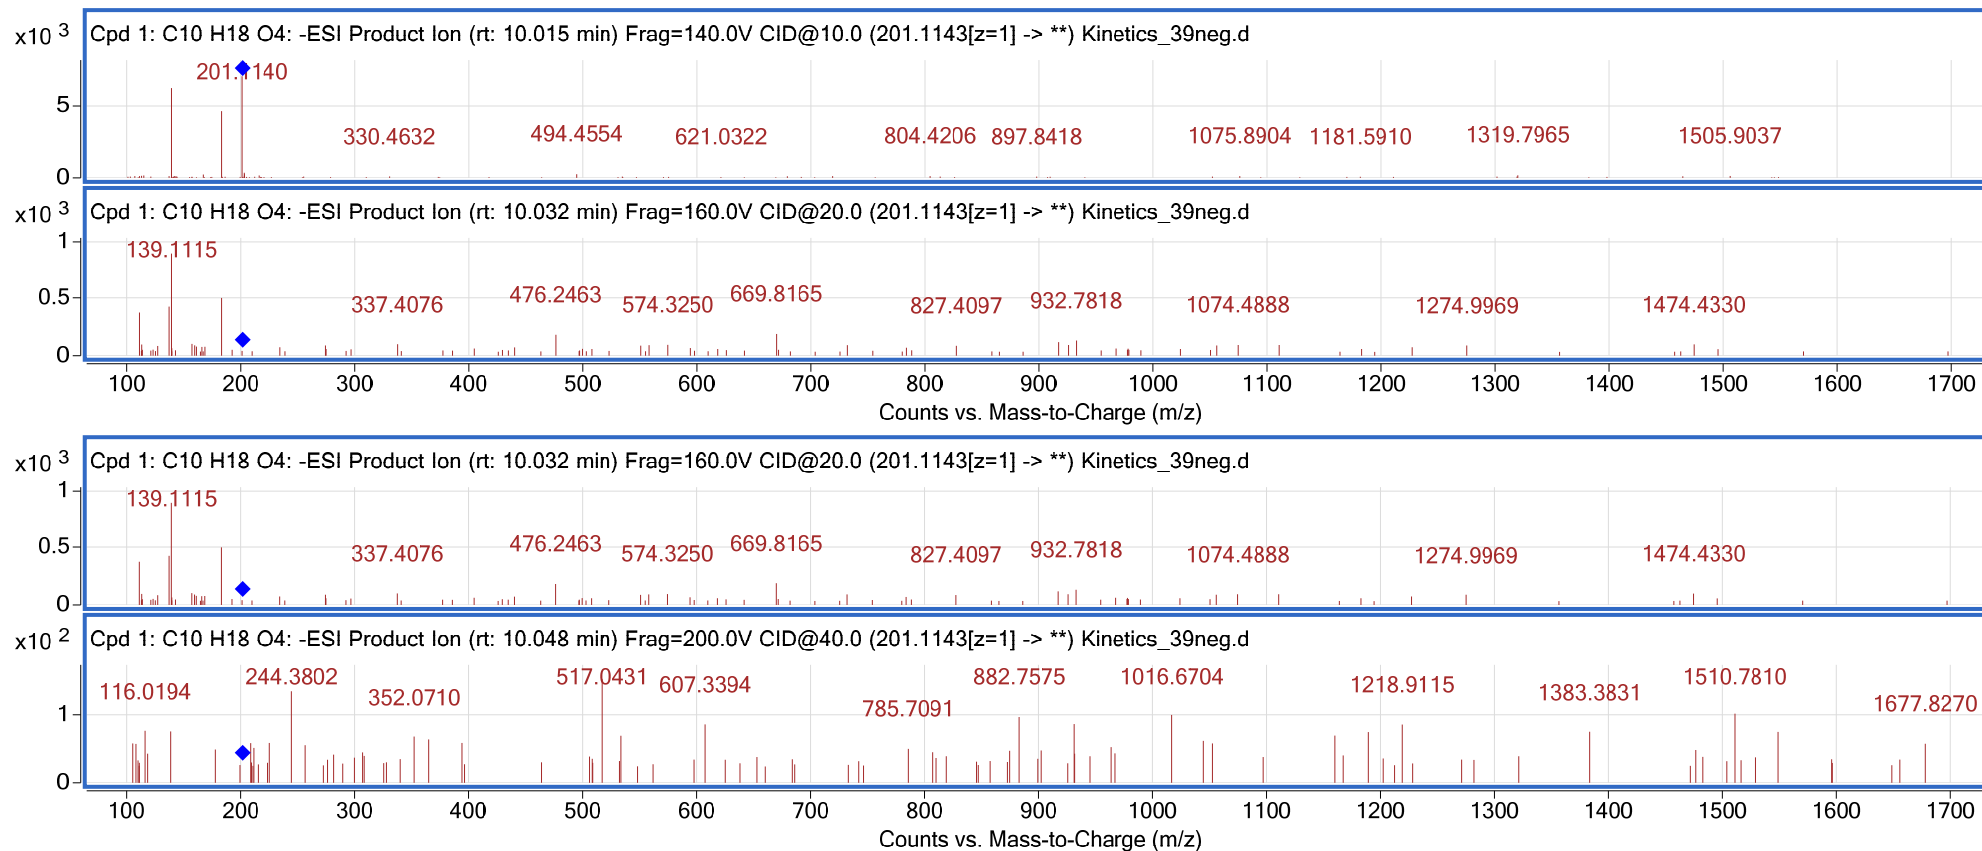 x10 3 Cpd 1: C10 H18 O4: -ESI Product Ion (rt: 10.015 min) Frag=140.0V CID@10.0 (201.1143[z=1] -> **) Kinetics_39neg.d
201.1140
5
330.4632 494.4554 621.0322 804.4206 897.8418 1075.8904 1181.5910 1319.7965 1505.9037
0
x10 3 Cpd 1: C10 H18 O4: -ESI Product Ion (rt: 10.032 min) Frag=160.0V CID@20.0 (201.1143[z=1] -> **) Kinetics_39neg.d
1
139.1115
0.5
337.4076 476.2463 574.3250 669.8165 827.4097 932.7818 1074.4888 1274.9969 1474.4330
0
100 200 300 400 500 600 700 800 900 1000 1100 1200 1300 1400 1500 1600 1700
Counts vs. Mass-to-Charge (m/z)
x10 3 Cpd 1: C10 H18 O4: -ESI Product Ion (rt: 10.032 min) Frag=160.0V CID@20.0 (201.1143[z=1] -> **) Kinetics_39neg.d
1
139.1115
0.5
337.4076 476.2463 574.3250 669.8165 827.4097 932.7818 1074.4888 1274.9969 1474.4330
0
x10 2 Cpd 1: C10 H18 O4: -ESI Product Ion (rt: 10.048 min) Frag=200.0V CID@40.0 (201.1143[z=1] -> **) Kinetics_39neg.d
116.0194 244.3802 352.0710 517.0431 607.3394 785.7091 882.7575 1016.6704 1218.9115 1383.3831 1510.7810 1677.8270
1
0
100 200 300 400 500 600 700 800 900 1000 1100 1200 1300 1400 1500 1600 1700
Counts vs. Mass-to-Charge (m/z)